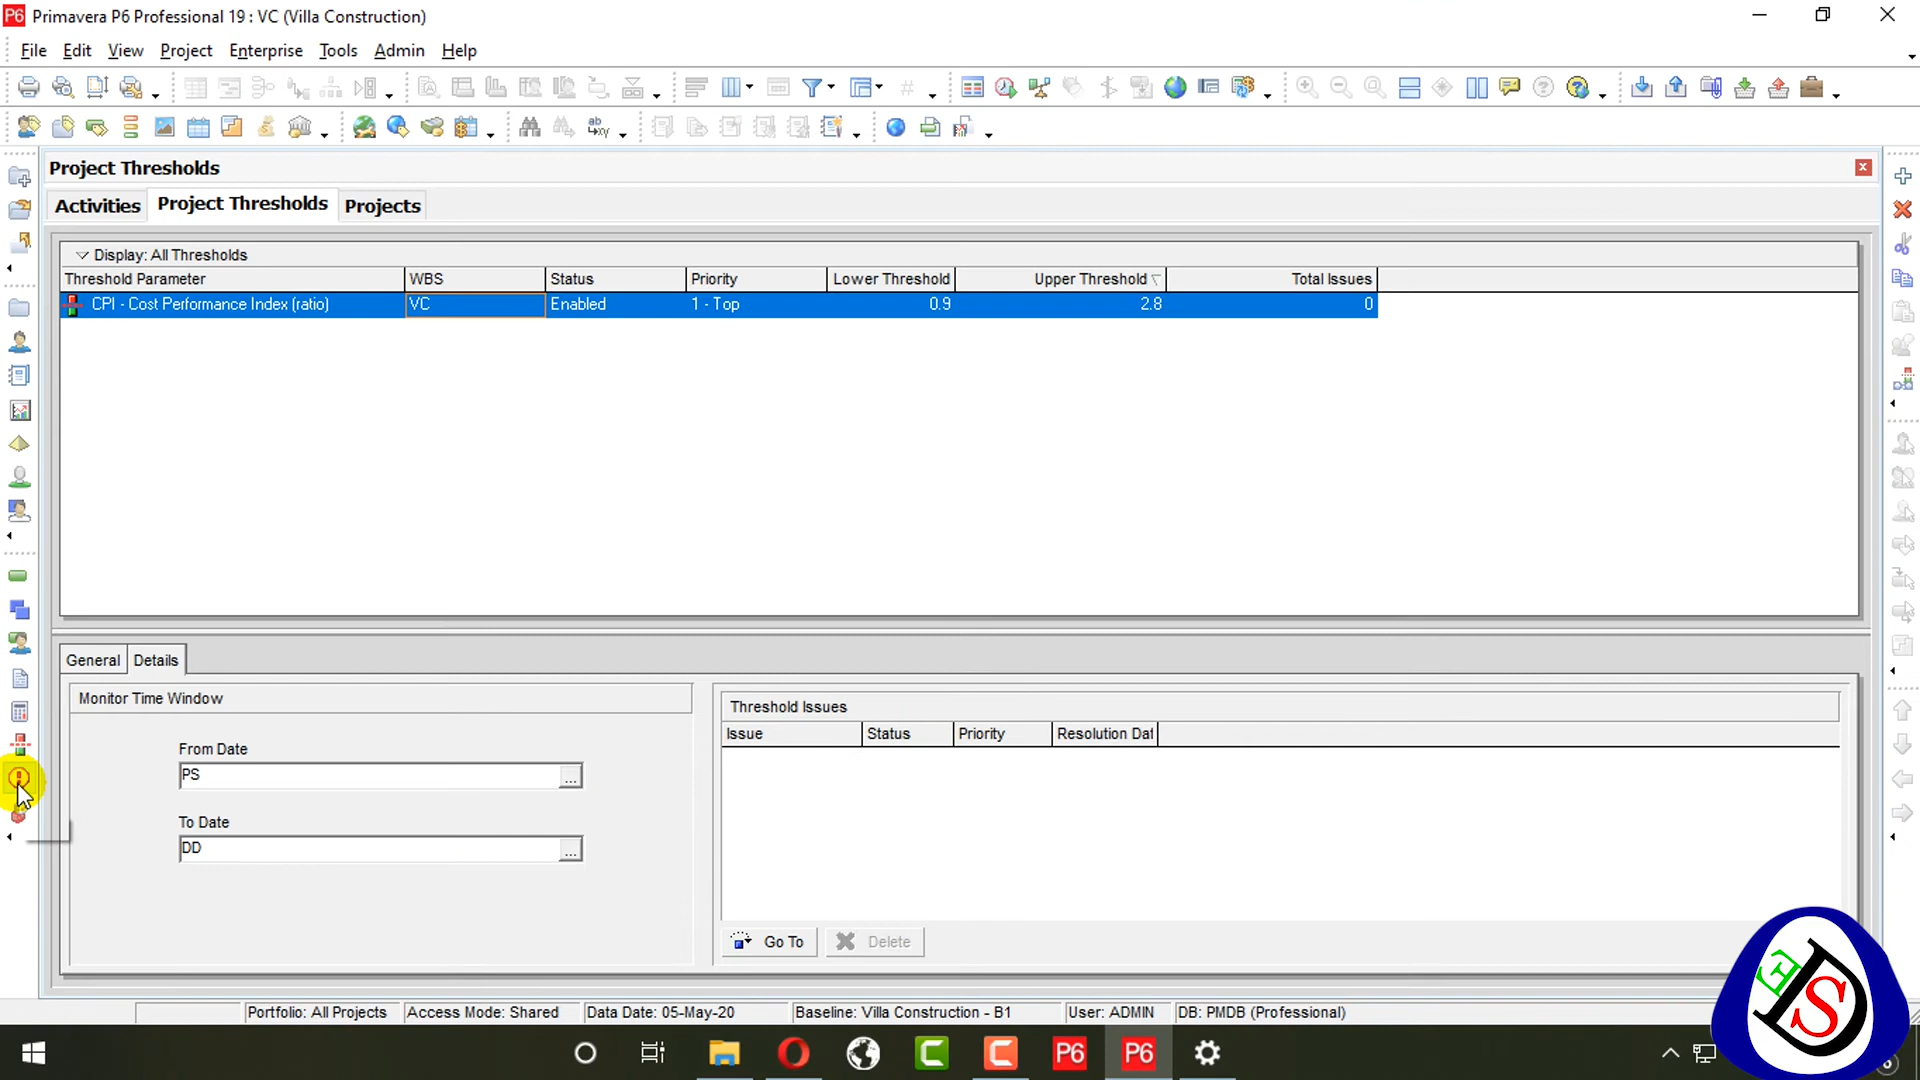 P6 Primavera P6 Professional 19 : VC (Villa Construction)
File Edit View Project Enterprise Tools Admin Help
Project Thresholds
Activities Project Thresholds Projects
Display: All Thresholds
Threshold Parameter WBS Status Priority Lower Threshold Upper Threshold Total Issues
CPI - Cost Performance Index (ratio) VC Enabled 1 - Top 0.9 2.8 0
General Details
Monitor Time Window
Threshold Issues
Issue Status Priority Resolution Dat
From Date
PS ...
To Date
DD ...
Go To Delete
Portfolio: All Projects Access Mode: Shared Data Date: 05-May-20 Baseline: Villa Construction - B1 User: ADMIN DB: PMDB (Professional)
P6 P6
E D S